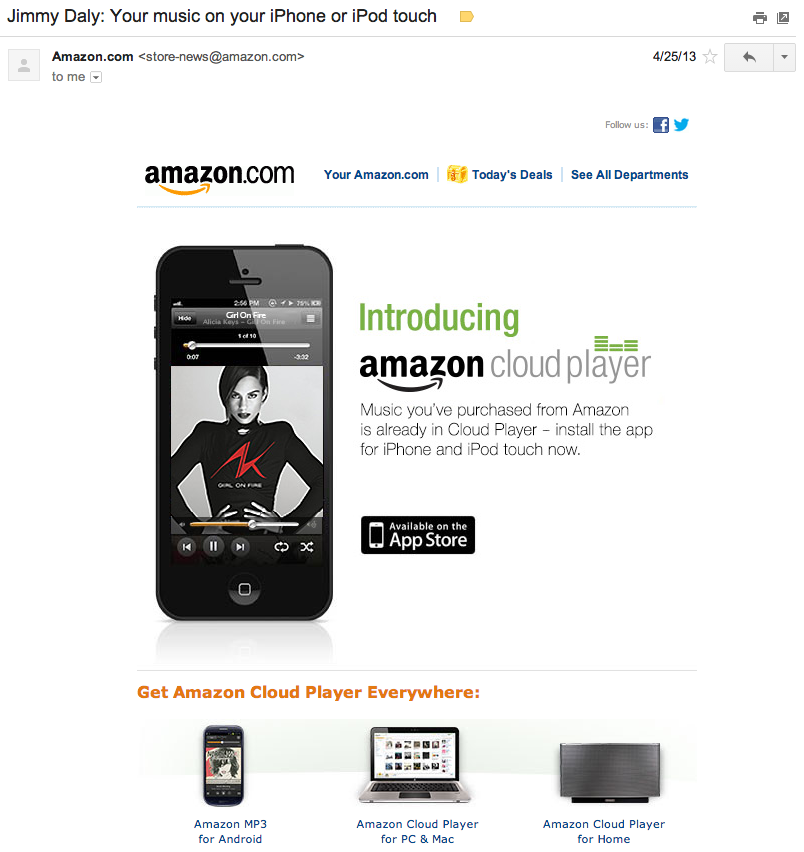 Jimmy Daly: Your music on your iPhone or iPod touch
Amazon.com <store-news@amazon.com>
4/25/13
to me
Follow us:
amazon.com
Your Amazon.com
Today's Deals
See All Departments
2:56 PM
75%
Hide
Girl On Fire
Alicia Keys – Girl On Fire
1 of 10
0:07
-3:32
AK
GIRL ON FIRE
Introducing
amazon cloud player
Music you've purchased from Amazon
is already in Cloud Player – install the app
for iPhone and iPod touch now.
Available on the
App Store
Get Amazon Cloud Player Everywhere:
Amazon MP3
for Android
Amazon Cloud Player
for PC & Mac
Amazon Cloud Player
for Home